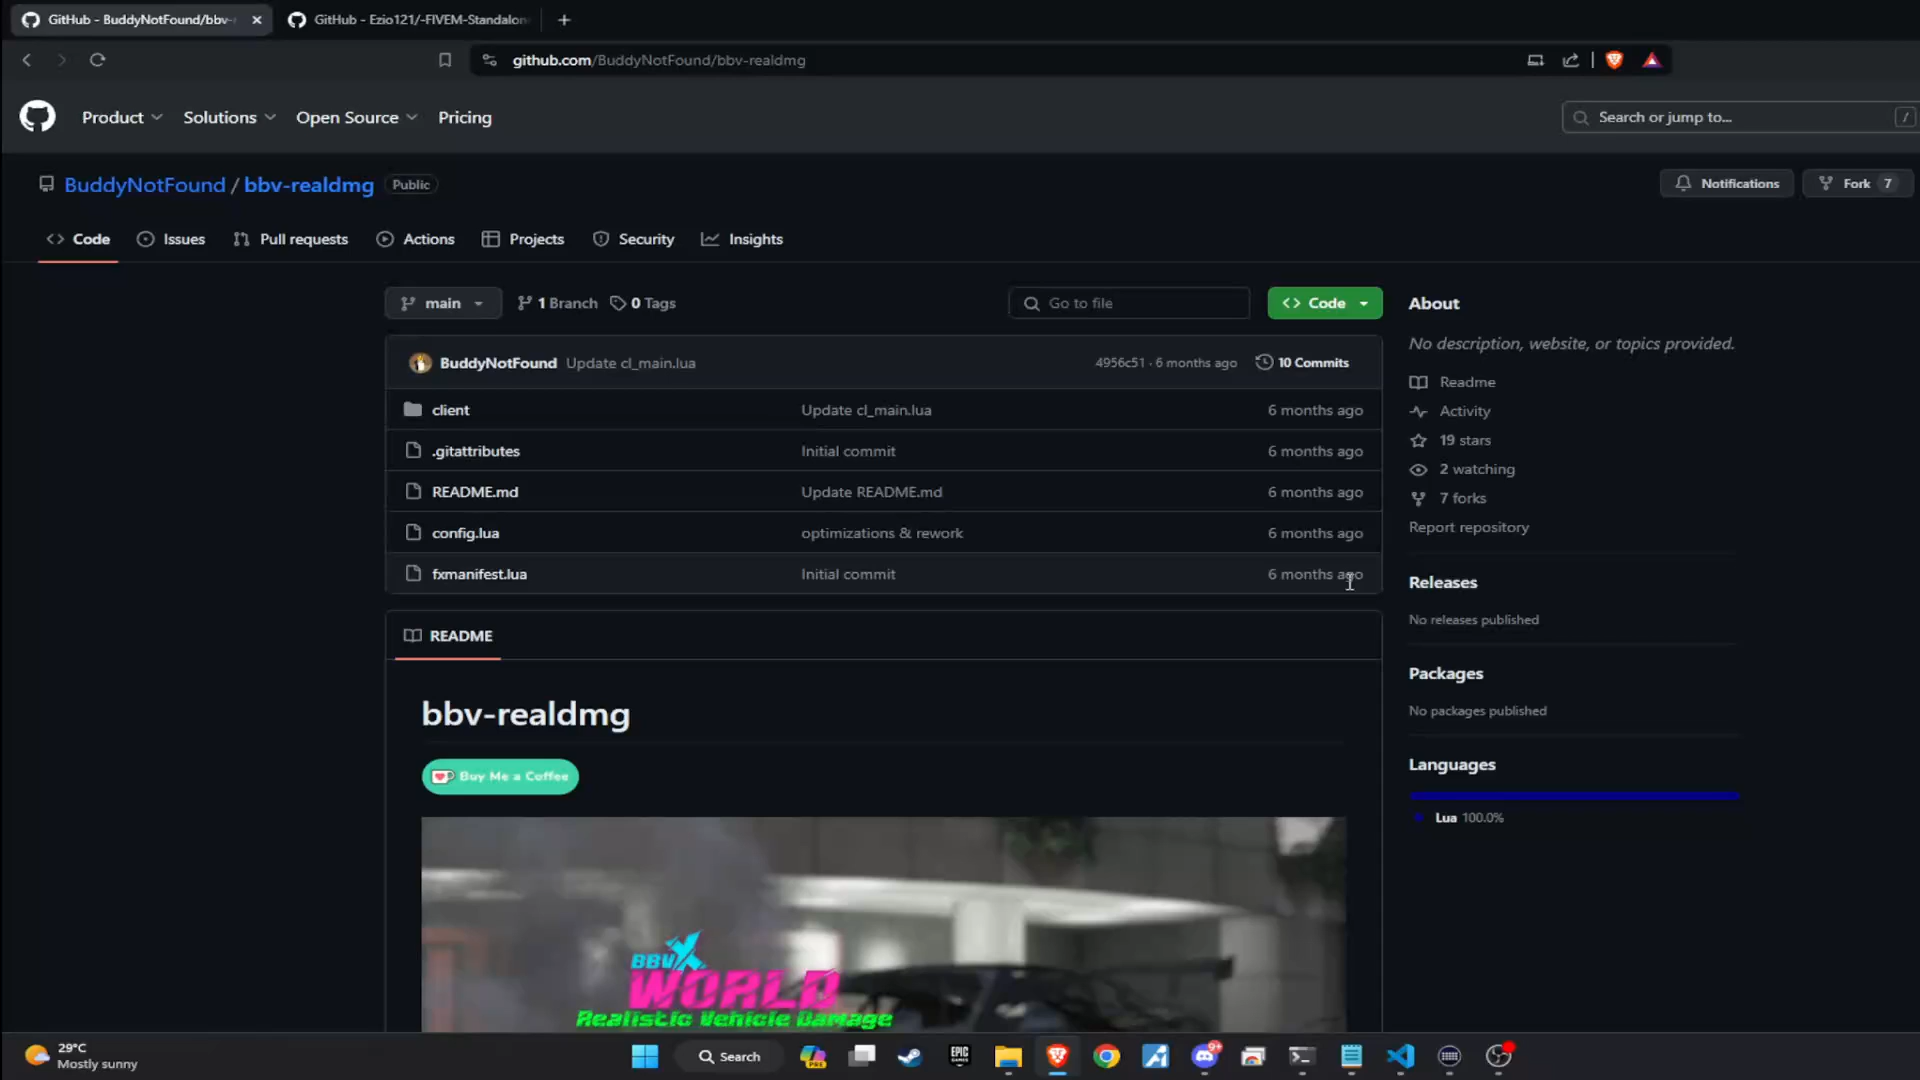 GitHub - BuddyNotFound/bbv-
GitHub - Ezio121/-FIVEM-Standalon
github.com/BuddyNotFound/bbv-realdmg
Product
Solutions
Open Source
Pricing
Search or jump to...
/
BuddyNotFound / bbv-realdmg
Public
Notifications
Fork 7
Code
Issues
Pull requests
Actions
Projects
Security
Insights
main
1 Branch
0 Tags
Go to file
Code
About
No description, website, or topics provided.
BuddyNotFound Update cl_main.lua
4956c51 · 6 months ago
10 Commits
client
Update cl_main.lua
6 months ago
.gitattributes
Initial commit
6 months ago
README.md
Update README.md
6 months ago
config.lua
optimizations & rework
6 months ago
fxmanifest.lua
Initial commit
6 months ago
Readme
Activity
19 stars
2 watching
7 forks
Report repository
Releases
No releases published
Packages
No packages published
Languages
Lua 100.0%
README
bbv-realdmg
Buy Me a Coffee
BBV X
WORLD
Realistic Vehicle Damage
29°C
Mostly sunny
Search
PRE
EPIC
GAMES
9+